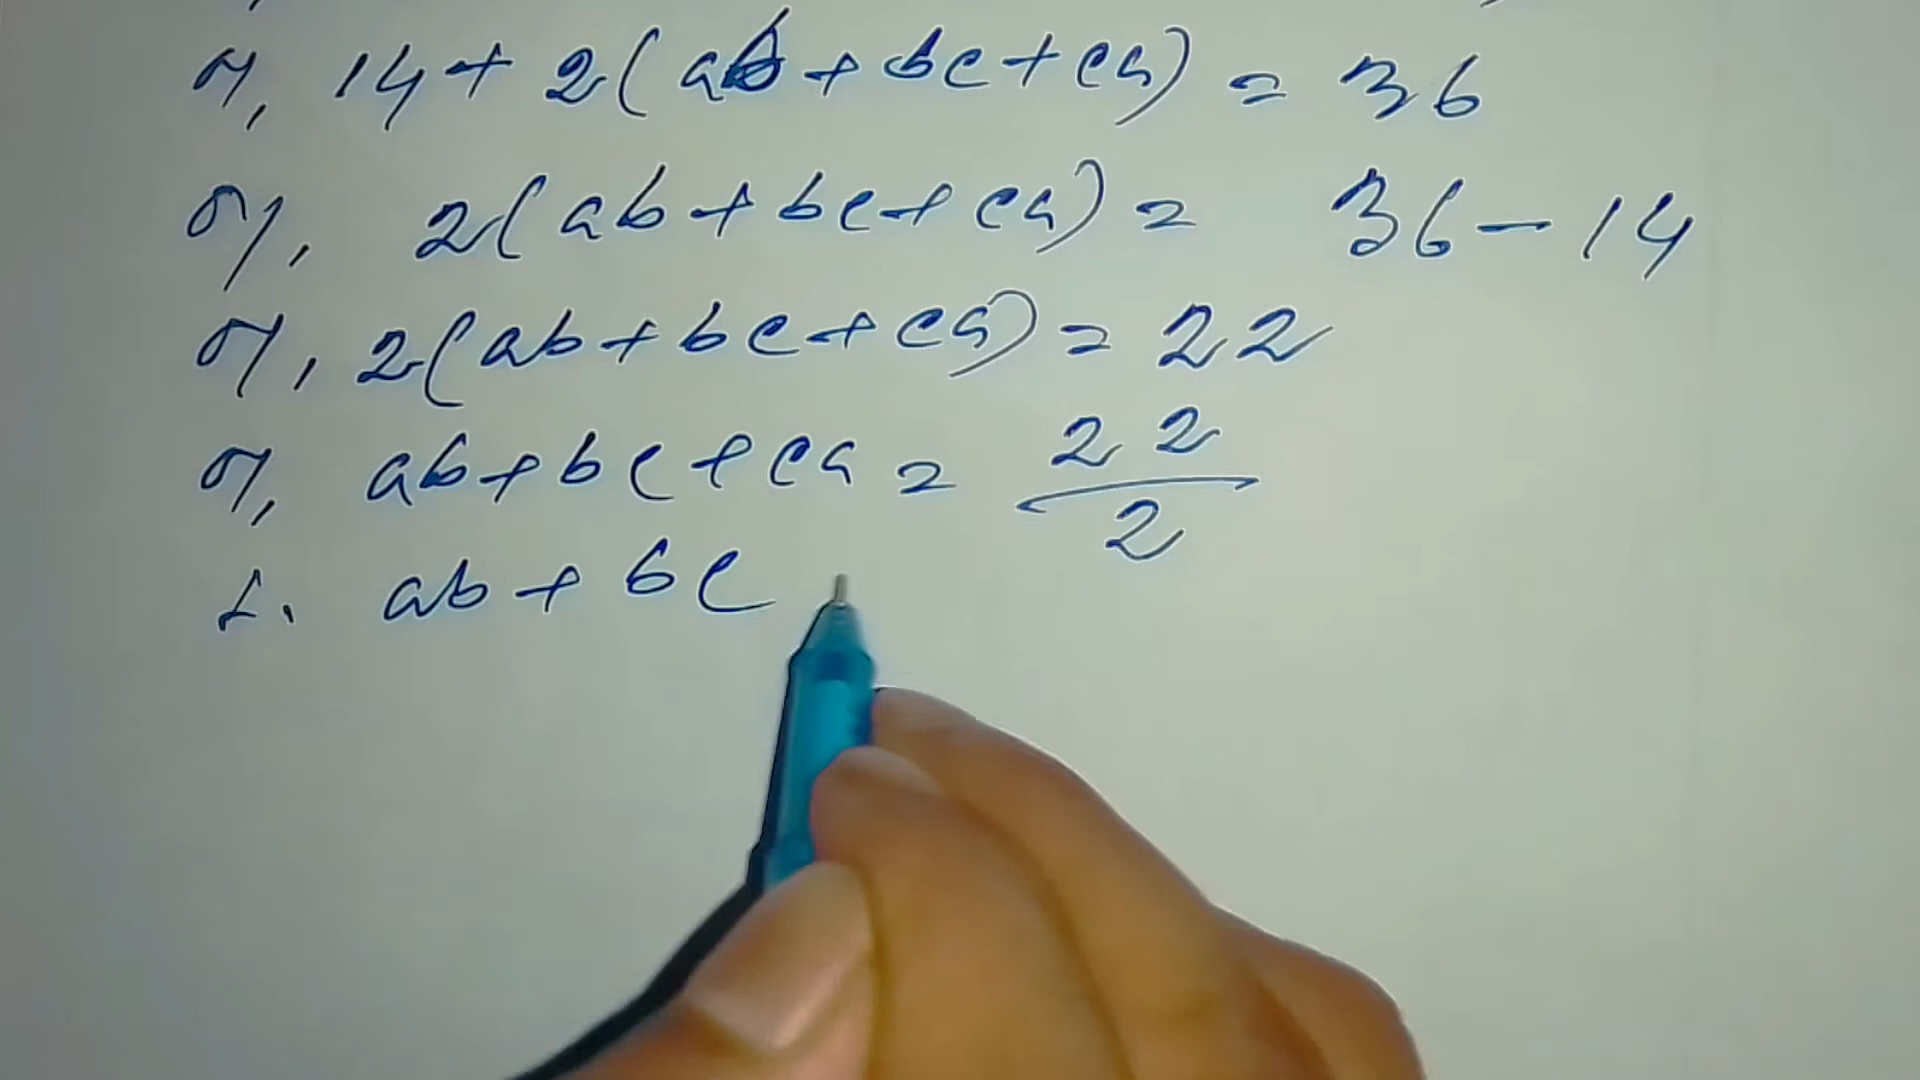 বা, 14 + 2(ab + bc + ca) = 36
বা, 2(ab + bc + ca) = 36 - 14
বা, 2(ab + bc + ca) = 22
বা, ab + bc + ca = 22/2
∴ ab + bc